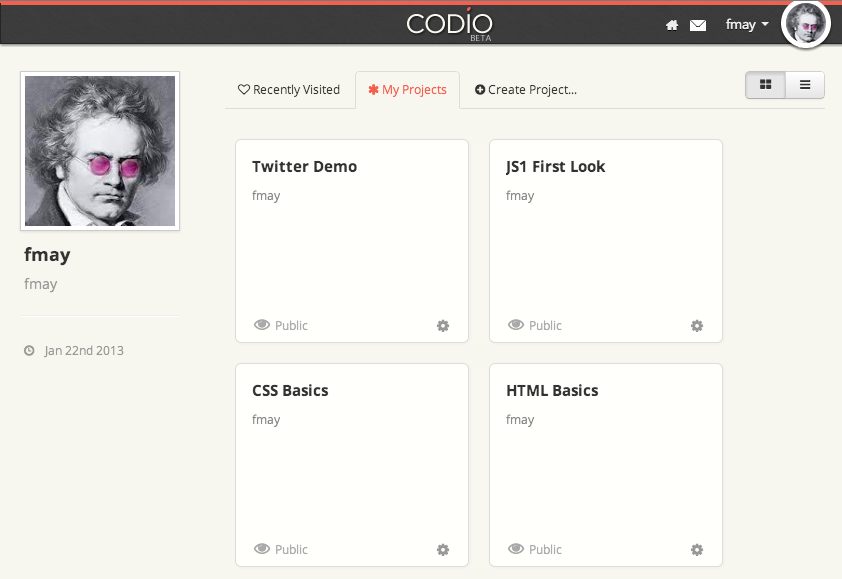 CODIO
BETA
fmay
Recently Visited
My Projects
Create Project...
fmay
fmay
Jan 22nd 2013
Twitter Demo
fmay
Public
JS1 First Look
fmay
Public
CSS Basics
fmay
Public
HTML Basics
fmay
Public